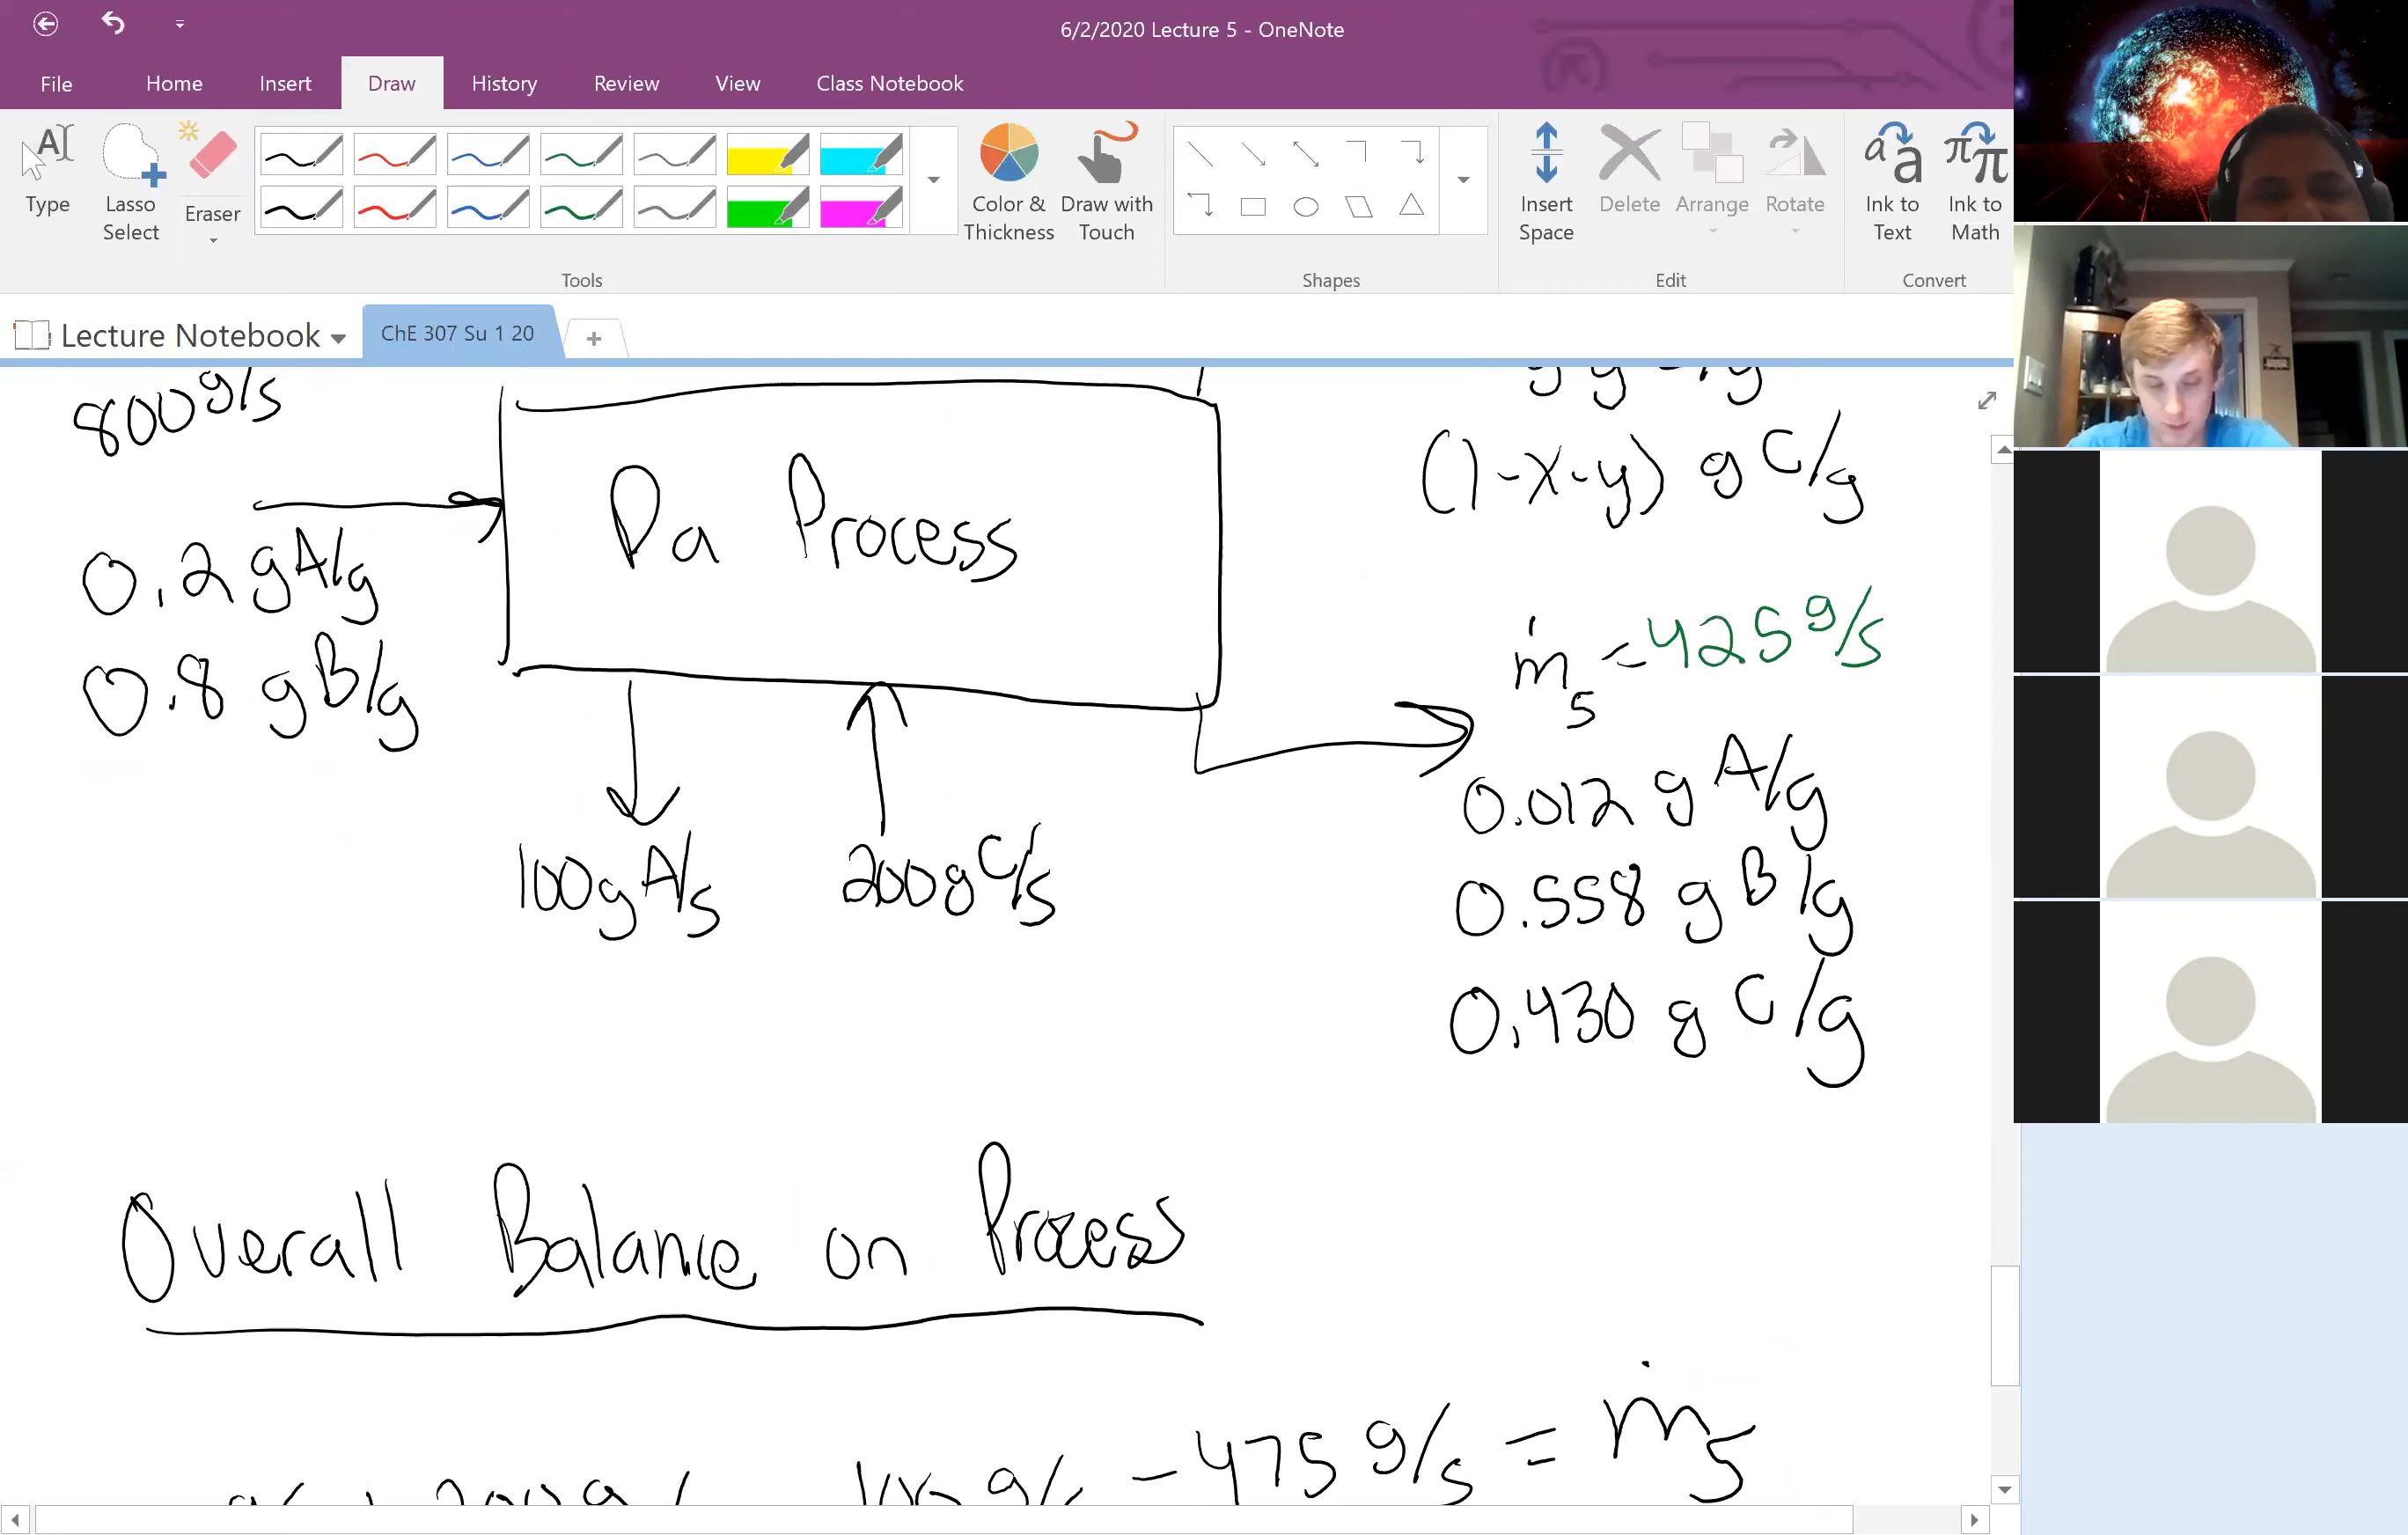 6/2/2020 Lecture 5 - OneNote
File Home Insert Draw History Review View Class Notebook
Type
Lasso Select
Eraser
Color & Thickness
Draw with Touch
Insert Space
Delete
Arrange
Rotate
Ink to Text
Ink to Math
Tools
Shapes
Edit
Convert
Lecture Notebook
ChE 307 Su 1 20
+
800 g/s
0.2 g A/g
0.8 g B/g
Da Process
100 g A/s
200 g C/s
(1-x-y) g C/g
ṁ5 = 425 g/s
0.012 g A/g
0.558 g B/g
0.430 g C/g
Overall Balance on Process
- 475 g/s = ṁ5